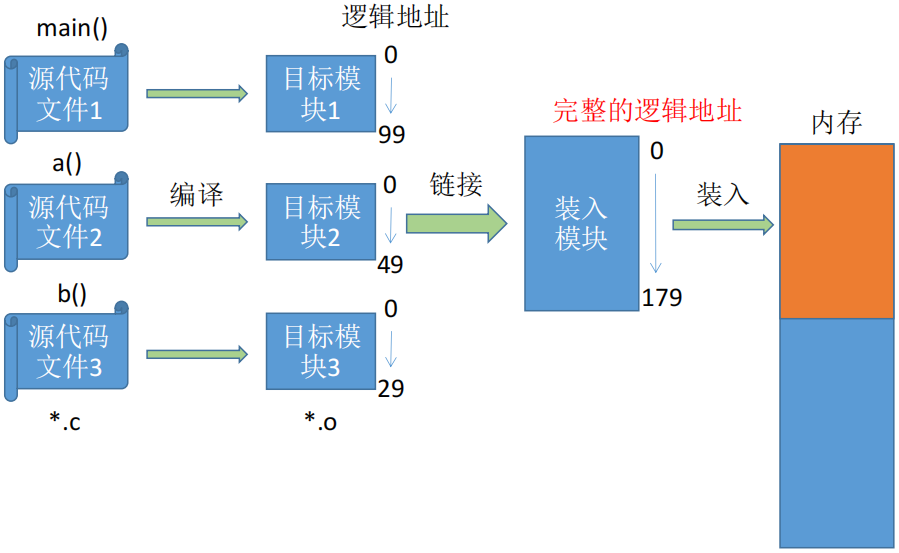 逻辑地址
main()
源代码
文件1
目标模
块1
0
99
a()
源代码
文件2
编译
目标模
块2
0
49
链接
完整的逻辑地址
装入
模块
0
179
装入
内存
b()
源代码
文件3
目标模
块3
0
29
*.c
*.o